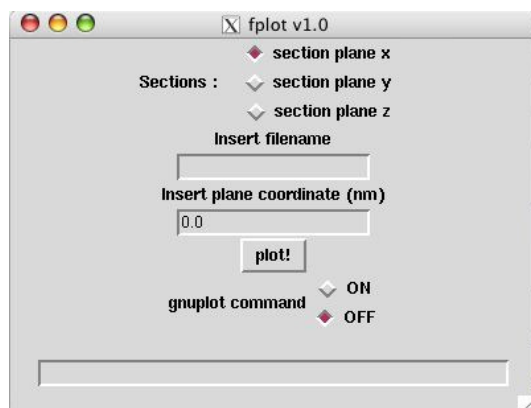 fplot v1.0
section plane x
Sections : section plane y
section plane z
Insert filename
Insert plane coordinate (nm)
0.0
plot!
gnuplot command ON
OFF